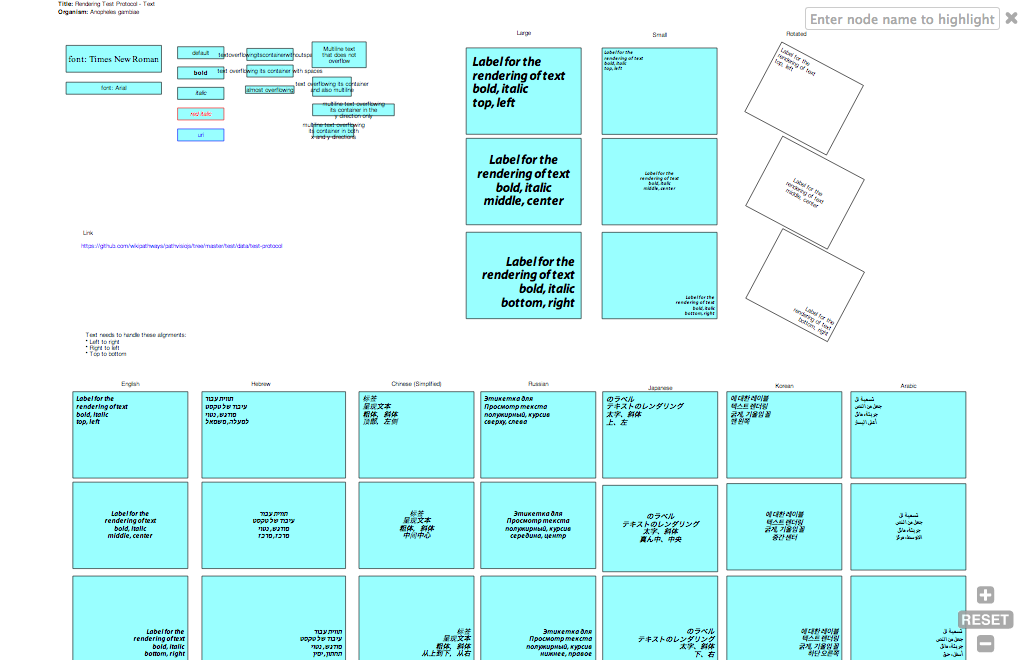 Title: Rendering Test Protocol - Text
Organism: Anopheles gambiae
Enter node name to highlight
font: Times New Roman
font: Arial
default
bold
italic
red italic
url
textoverflowingitscontainerwithoutspa
text overflowing its container with spaces
almost overflowing
Multiline text
that does not
overflow
text overflowing its container
and also multiline
multiline text overflowing
its container in the
y direction only
multiline text overflowing
its container in both
x and y directions
Large
Label for the
rendering of text
bold, italic
top, left
Label for the
rendering of text
bold, italic
middle, center
Label for the
rendering of text
bold, italic
bottom, right
Small
Label for the
rendering of text
bold, italic
top, left
Label for the
rendering of text
bold, italic
middle, center
Label for the
rendering of text
bold, italic
bottom, right
Rotated
Label for the
rendering of text
top, left
Label for the
rendering of text
middle, center
Label for the
rendering of text
bottom, right
Link
https://github.com/wikipathways/pathvisiojs/tree/master/test/data/test-protocol
Text needs to handle these alignments:
* Left to right
* Right to left
* Top to bottom
English
Label for the
rendering of text
bold, italic
top, left
Label for the
rendering of text
bold, italic
middle, center
Label for the
rendering of text
bold, italic
bottom, right
Hebrew
תווית עבור
עיבוד של טקסט
מודגש, נטוי
למעלה, משמאל
תווית עבור
עיבוד של טקסט
מודגש, נטוי
מרכז, מרכז
תווית עבור
עיבוד של טקסט
מודגש, נטוי
תחתון, ימין
Chinese (Simplified)
标签
呈现文本
粗体、斜体
顶部、左侧
标签
呈现文本
粗体、斜体
中间中心
标签
呈现文本
粗体、斜体
从上到下、从右
Russian
Этикетка для
Просмотр текста
полужирный, курсив
сверху, слева
Этикетка для
Просмотр текста
полужирный, курсив
середина, центр
Этикетка для
Просмотр текста
полужирный, курсив
нижнее, правое
Japanese
のラベル
テキストのレンダリング
太字、斜体
上、左
のラベル
テキストのレンダリング
太字、斜体
真ん中、中央
のラベル
テキストのレンダリング
太字、斜体
下、右
Korean
에 대한 레이블
텍스트 렌더링
굵게, 기울임 꼴
맨 왼쪽
에 대한 레이블
텍스트 렌더링
굵게, 기울임 꼴
중간 센터
에 대한 레이블
텍스트 렌더링
굵게, 기울임 꼴
하단 오른쪽
Arabic
تسمية ل
جعل من النص
جريئة، مائل
أعلى اليسار
تسمية ل
جعل من النص
جريئة، مائل
تسمية ل
جعل من النص
جريئة، مائل
RESET